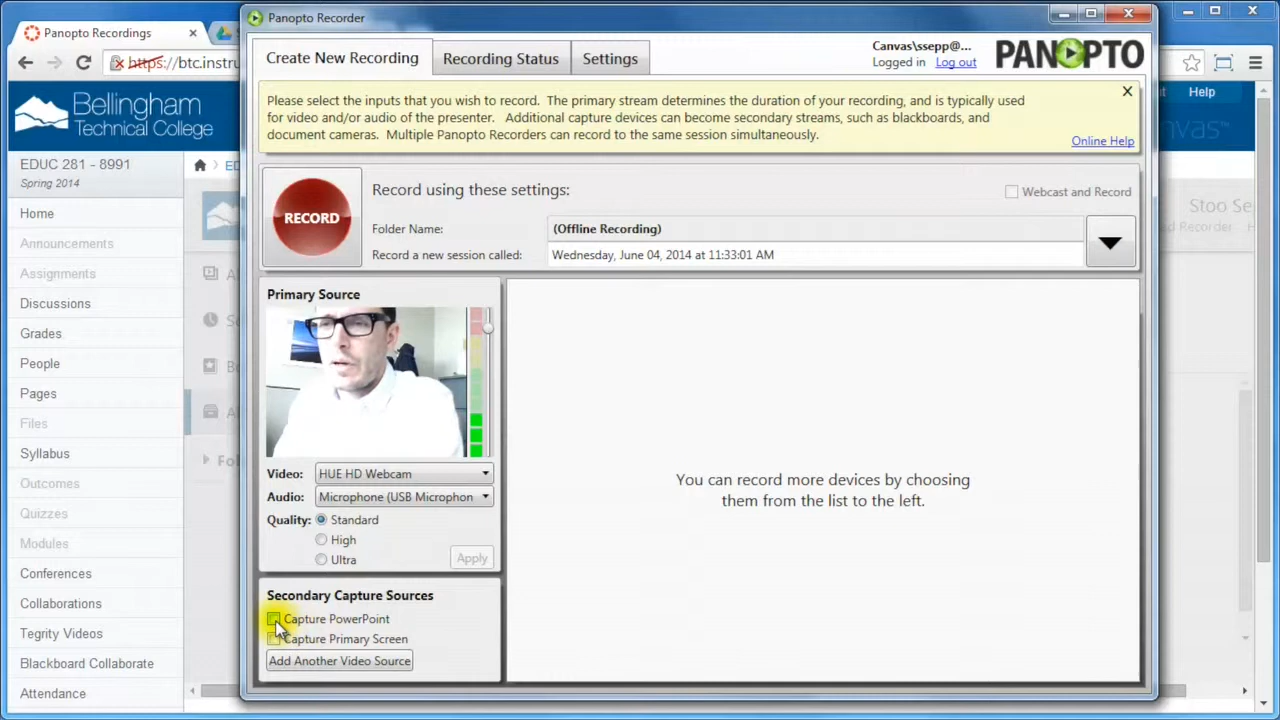 Panopto Recordings
https://btc.instru
Bellingham
Technical College
EDUC 281 - 8991
Spring 2014
Home
Announcements
Assignments
Discussions
Grades
People
Pages
Files
Syllabus
Outcomes
Quizzes
Modules
Conferences
Collaborations
Tegrity Videos
Blackboard Collaborate
Attendance
Panopto Recorder
Create New Recording
Recording Status
Settings
Canvas\ssepp@...
Logged in Log out
PANOPTO
Please select the inputs that you wish to record. The primary stream determines the duration of your recording, and is typically used
for video and/or audio of the presenter. Additional capture devices can become secondary streams, such as blackboards, and
document cameras. Multiple Panopto Recorders can record to the same session simultaneously.
Online Help
RECORD
Record using these settings:
Webcast and Record
Folder Name: (Offline Recording)
Record a new session called: Wednesday, June 04, 2014 at 11:33:01 AM
Primary Source
Video: HUE HD Webcam
Audio: Microphone (USB Microphon
Quality: Standard
High
Ultra
Apply
Secondary Capture Sources
Capture PowerPoint
Capture Primary Screen
Add Another Video Source
You can record more devices by choosing
them from the list to the left.
Help
Stoo Se